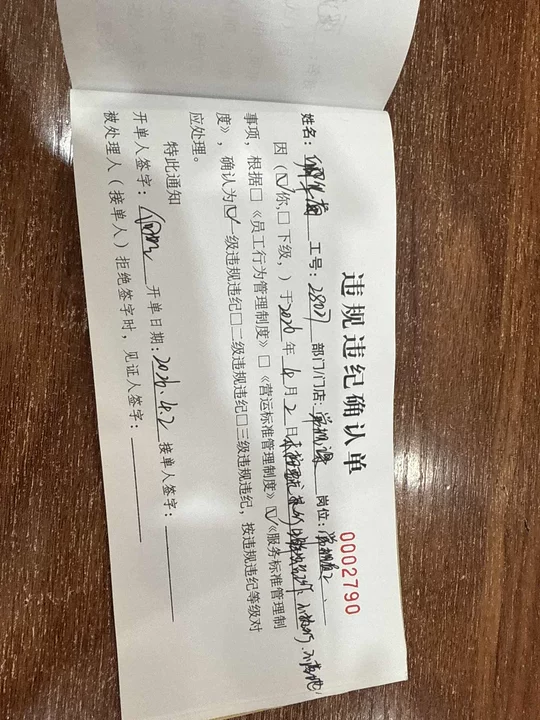 违规违纪确认单
0002790
姓名： 工号：28027 部门/门店： 岗位：
因（☑你，□下级，）于2026年4月2日
事项，根据□《员工行为管理制度》□《营运标准管理制度》☑《服务标准管理制
度》，确认为☑一级违规违纪□二级违规违纪□三级违规违纪，按违规违纪等级对
应处理。
特此通知
开单人签字： 开单日期：2026.4.2 接单人签字：
被处理人（接单人）拒绝签字时，见证人签字：